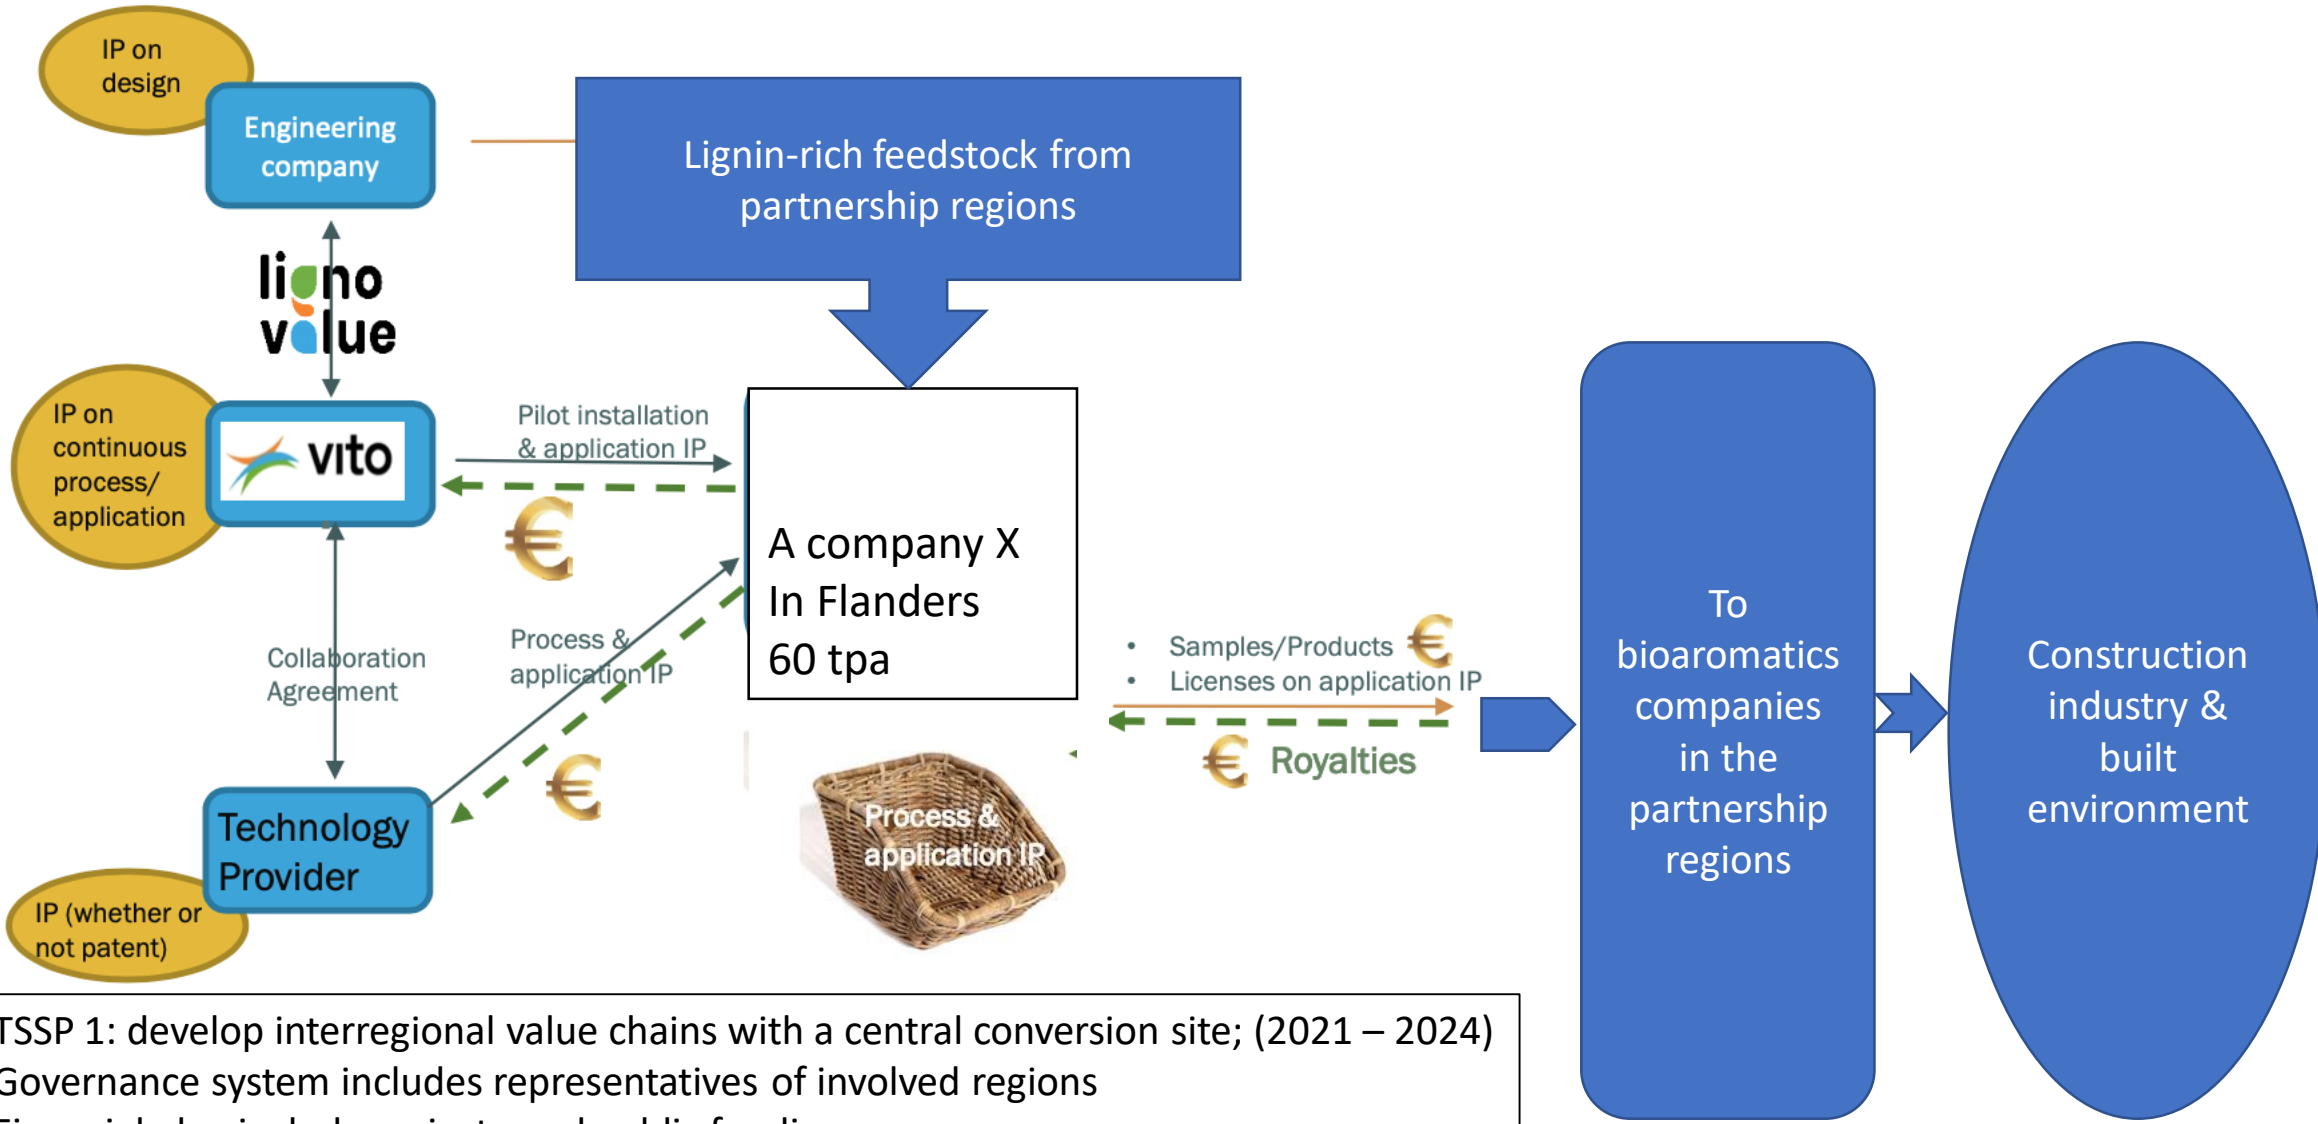 IP on
design
Engineering
company
Lignin-rich feedstock from
partnership regions
ligno
value
IP on
continuous
process/
application
vito
Pilot installation
& application IP
A company X
In Flanders
60 tpa
Collaboration
Agreement
Process &
application IP
• Samples/Products
• Licenses on application IP
Royalties
Process &
application IP
Technology
Provider
IP (whether or
not patent)
To
bioaromatics
companies
in the
partnership
regions
Construction
industry &
built
environment
TSSP 1: develop interregional value chains with a central conversion site; (2021 – 2024)
Governance system includes representatives of involved regions